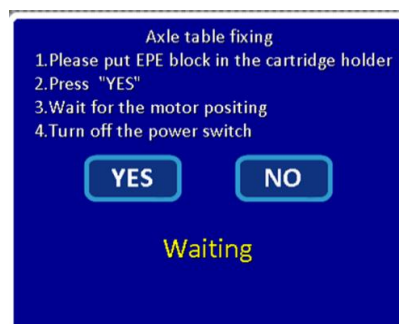 Axle table fixing
1.Please put EPE block in the cartridge holder
2.Press "YES"
3.Wait for the motor positing
4.Turn off the power switch
YES NO
Waiting